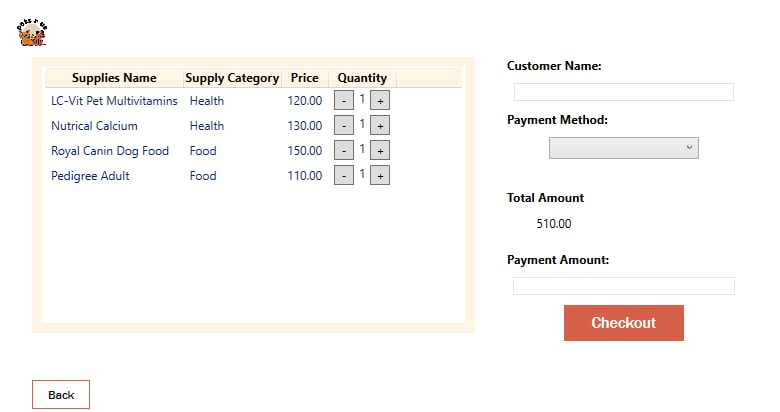 pets r us
Supplies Name Supply Category Price Quantity
LC-Vit Pet Multivitamins Health 120.00 - 1 +
Nutrical Calcium Health 130.00 - 1 +
Royal Canin Dog Food Food 150.00 - 1 +
Pedigree Adult Food 110.00 - 1 +
Customer Name:
Payment Method:
Total Amount
510.00
Payment Amount:
Checkout
Back